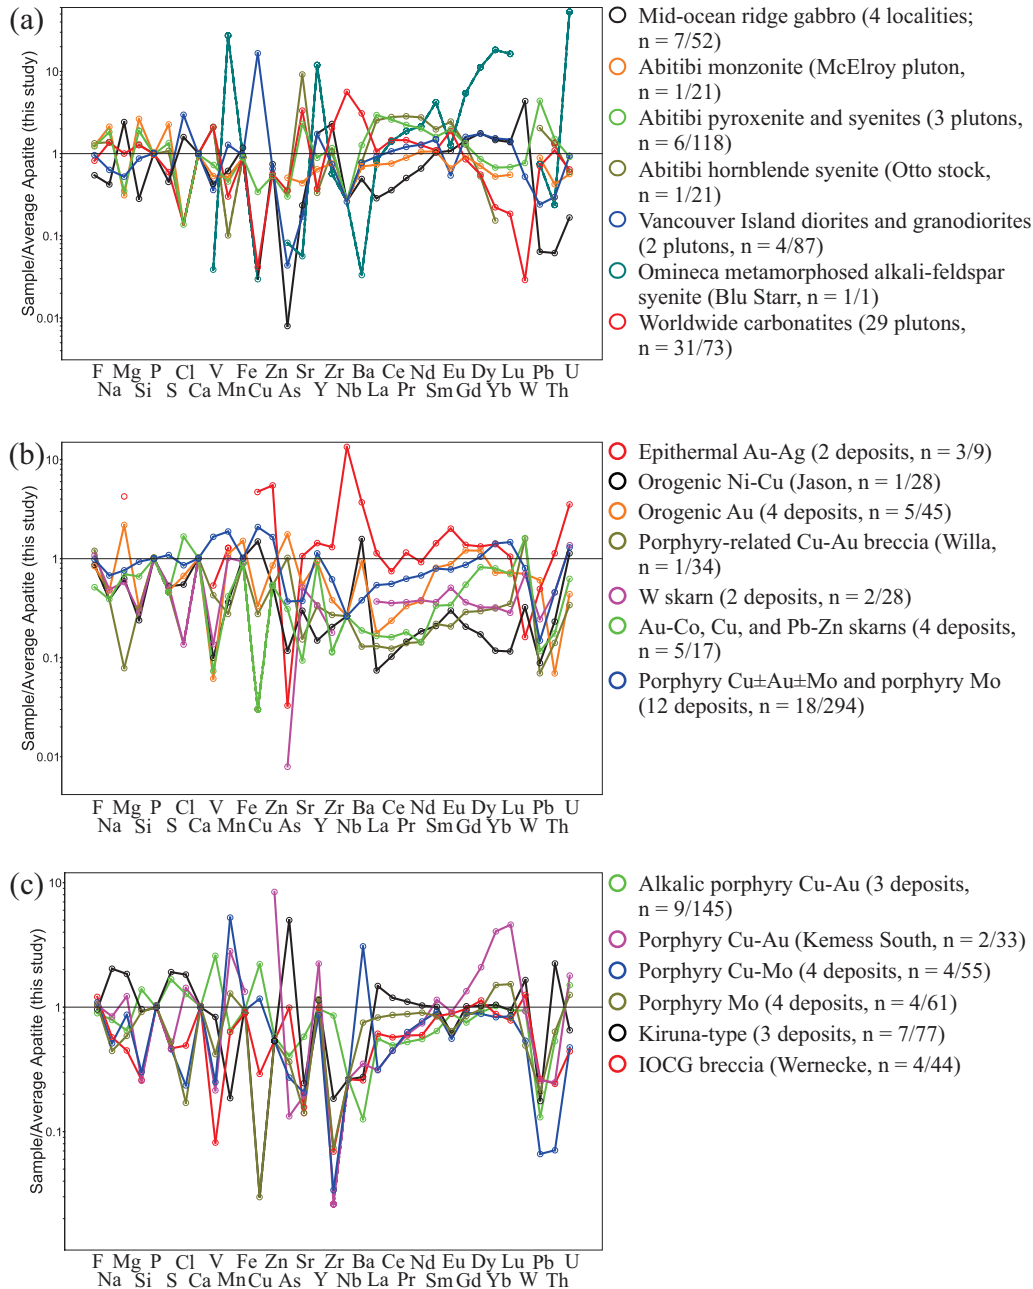 (a)
Sample/Average Apatite (this study)
10
1
0.1
0.01
F Mg P Cl V Fe Zn Sr Zr Ba Ce Nd Eu Dy Lu Pb U
Na Si S Ca Mn Cu As Y Nb La Pr Sm Gd Yb W Th
Mid-ocean ridge gabbro (4 localities;
n = 7/52)
Abitibi monzonite (McElroy pluton,
n = 1/21)
Abitibi pyroxenite and syenites (3 plutons,
n = 6/118)
Abitibi hornblende syenite (Otto stock,
n = 1/21)
Vancouver Island diorites and granodiorites
(2 plutons, n = 4/87)
Omineca metamorphosed alkali-feldspar
syenite (Blu Starr, n = 1/1)
Worldwide carbonatites (29 plutons,
n = 31/73)
(b)
Sample/Average Apatite (this study)
10
1
0.1
0.01
F Mg P Cl V Fe Zn Sr Zr Ba Ce Nd Eu Dy Lu Pb U
Na Si S Ca Mn Cu As Y Nb La Pr Sm Gd Yb W Th
Epithermal Au-Ag (2 deposits, n = 3/9)
Orogenic Ni-Cu (Jason, n = 1/28)
Orogenic Au (4 deposits, n = 5/45)
Porphyry-related Cu-Au breccia (Willa,
n = 1/34)
W skarn (2 deposits, n = 2/28)
Au-Co, Cu, and Pb-Zn skarns (4 deposits,
n = 5/17)
Porphyry Cu±Au±Mo and porphyry Mo
(12 deposits, n = 18/294)
(c)
Sample/Average Apatite (this study)
10
1
0.1
F Mg P Cl V Fe Zn Sr Zr Ba Ce Nd Eu Dy Lu Pb U
Na Si S Ca Mn Cu As Y Nb La Pr Sm Gd Yb W Th
Alkalic porphyry Cu-Au (3 deposits,
n = 9/145)
Porphyry Cu-Au (Kemess South, n = 2/33)
Porphyry Cu-Mo (4 deposits, n = 4/55)
Porphyry Mo (4 deposits, n = 4/61)
Kiruna-type (3 deposits, n = 7/77)
IOCG breccia (Wernecke, n = 4/44)